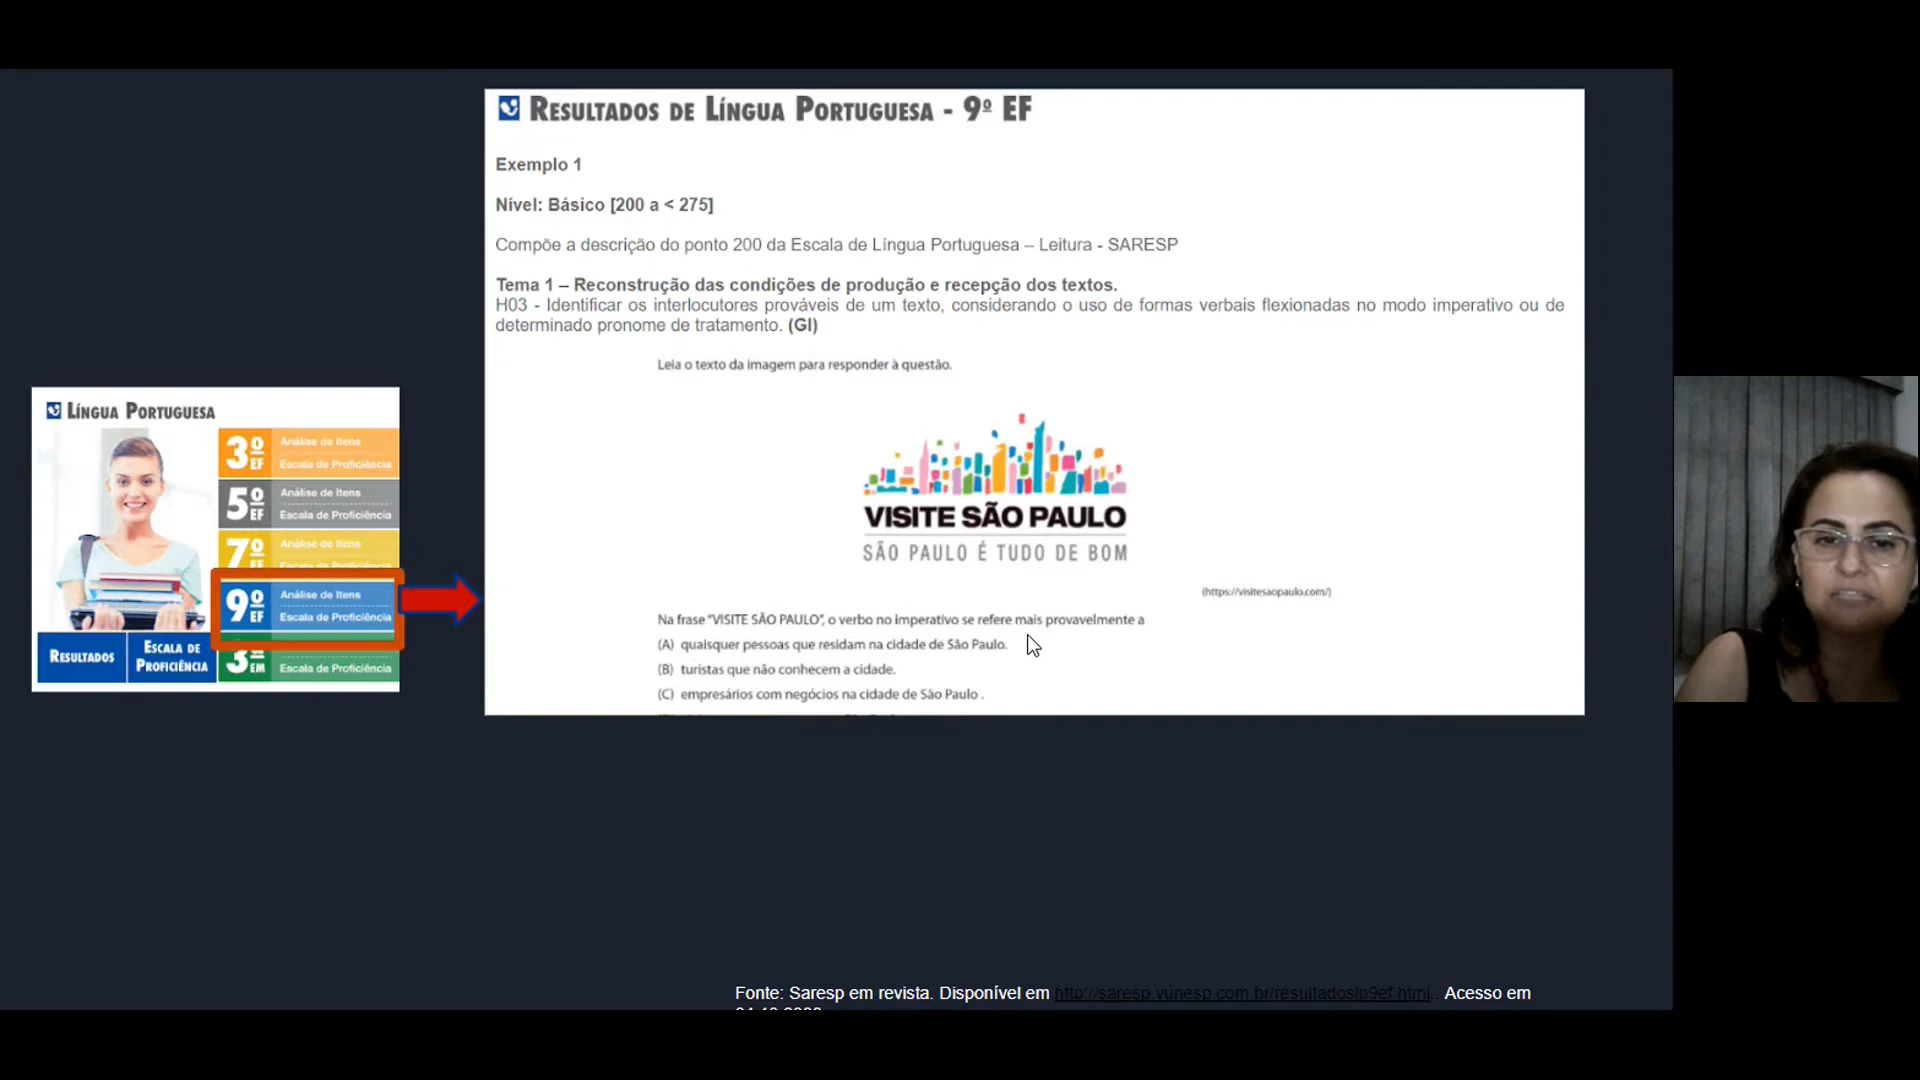 RESULTADOS DE LÍNGUA PORTUGUESA - 9º EF
Exemplo 1
Nível: Básico [200 a < 275]
Compõe a descrição do ponto 200 da Escala de Língua Portuguesa – Leitura - SARESP
Tema 1 – Reconstrução das condições de produção e recepção dos textos.
H03 - Identificar os interlocutores prováveis de um texto, considerando o uso de formas verbais flexionadas no modo imperativo ou de
determinado pronome de tratamento. (GI)
Leia o texto da imagem para responder à questão.
VISITE SÃO PAULO
SÃO PAULO É TUDO DE BOM
(https://visitesaopaulo.com/)
Na frase "VISITE SÃO PAULO", o verbo no imperativo se refere mais provavelmente a
(A) quaisquer pessoas que residam na cidade de São Paulo.
(B) turistas que não conhecem a cidade.
(C) empresários com negócios na cidade de São Paulo .
LÍNGUA PORTUGUESA
3º EF Análise de Itens
Escala de Proficiência
5º EF Análise de Itens
Escala de Proficiência
7º EF Análise de Itens
Escala de Proficiência
9º EF Análise de Itens
Escala de Proficiência
3ª EM Escala de Proficiência
RESULTADOS
ESCALA DE
PROFICIÊNCIA
Fonte: Saresp em revista. Disponível em http://saresp.vunesp.com.br/resultadoslp9ef.html. Acesso em